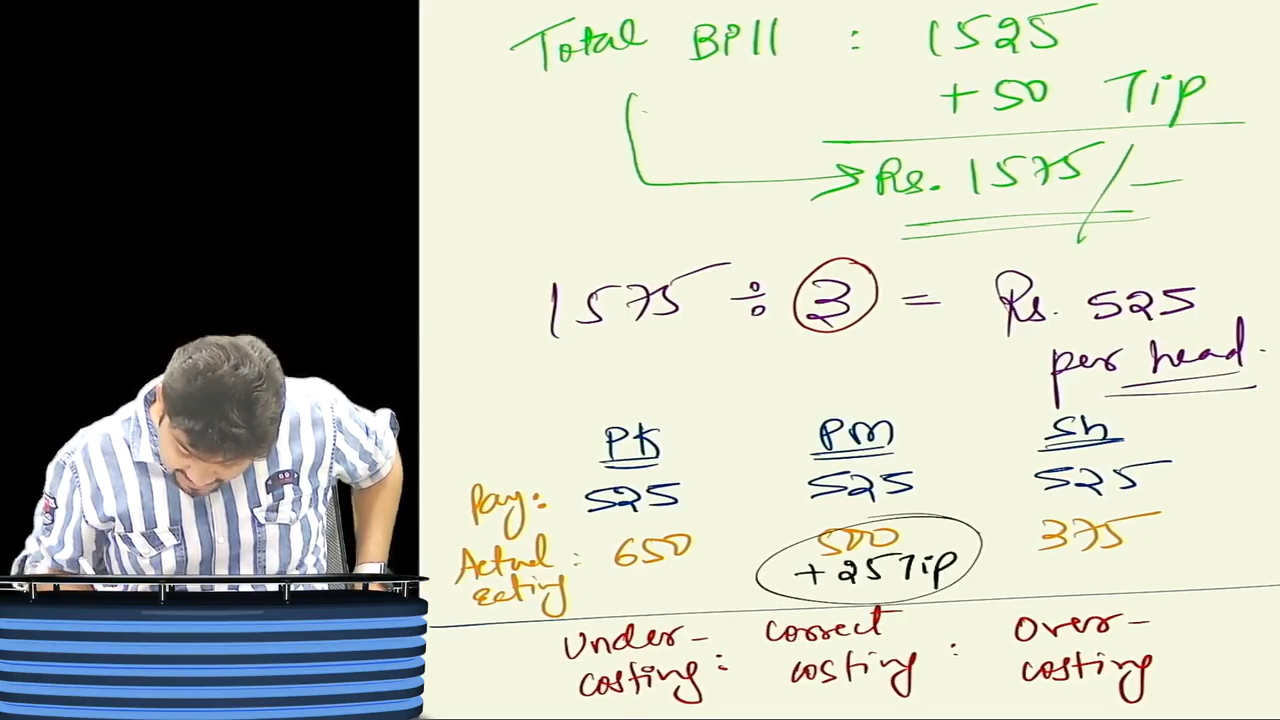 Total Bill : 1525
+ 50 Tip
Rs. 1575/-
1575 ÷ 3 = Rs. 525
per head.
PK PM Sh
Pay: 525 525 525
Actual Eating : 650 500 375
+ 25 Tip
Under- Correct Over-
costing : costing : costing